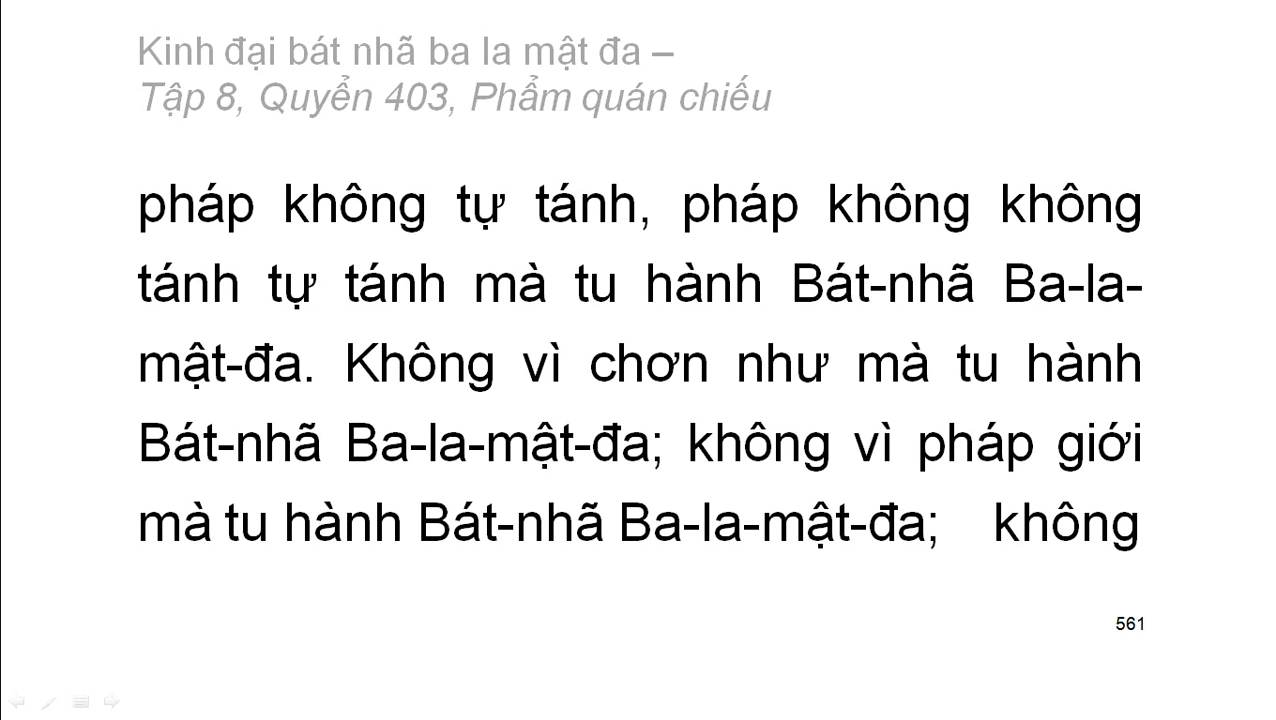 Kinh đại bát nhã ba la mật đa –
Tập 8, Quyển 403, Phẩm quán chiếu
pháp không tự tánh, pháp không không
tánh tự tánh mà tu hành Bát-nhã Ba-la-
mật-đa. Không vì chơn như mà tu hành
Bát-nhã Ba-la-mật-đa; không vì pháp giới
mà tu hành Bát-nhã Ba-la-mật-đa; không
561